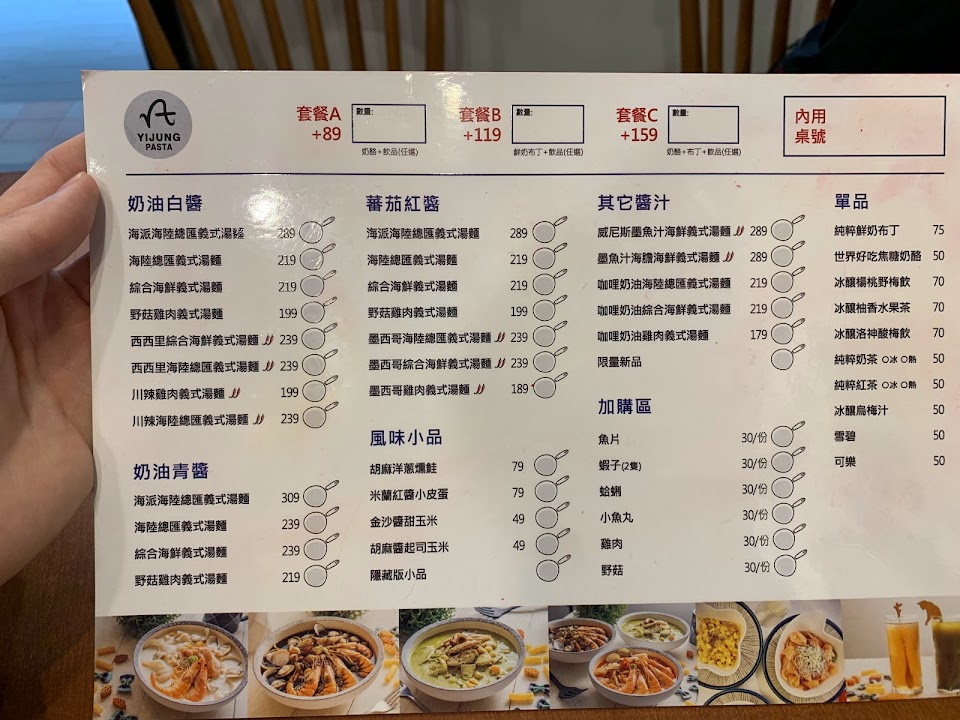 YIJUNG
PASTA
套餐A
+89
數量:
奶酪+飲品(任選)
套餐B
+119
數量:
鮮奶布丁+飲品(任選)
套餐C
+159
數量:
奶酪+布丁+飲品(任選)
內用
桌號
奶油白醬
海派海陸總匯義式湯麵 289
海陸總匯義式湯麵 219
綜合海鮮義式湯麵 219
野菇雞肉義式湯麵 199
西西里綜合海鮮義式湯麵 239
西西里海陸總匯義式湯麵 239
川辣雞肉義式湯麵 199
川辣海陸總匯義式湯麵 239
奶油青醬
海派海陸總匯義式湯麵 309
海陸總匯義式湯麵 239
綜合海鮮義式湯麵 239
野菇雞肉義式湯麵 219
蕃茄紅醬
海派海陸總匯義式湯麵 289
海陸總匯義式湯麵 219
綜合海鮮義式湯麵 219
野菇雞肉義式湯麵 199
墨西哥海陸總匯義式湯麵 239
墨西哥綜合海鮮義式湯麵 239
墨西哥雞肉義式湯麵 189
風味小品
胡麻洋蔥燻鮭 79
米蘭紅醬小皮蛋 79
金沙醬甜玉米 49
胡麻醬起司玉米 49
隱藏版小品
其它醬汁
威尼斯墨魚汁海鮮義式湯麵 289
墨魚汁海膽海鮮義式湯麵 289
咖哩奶油海陸總匯義式湯麵 219
咖哩奶油綜合海鮮義式湯麵 219
咖哩奶油雞肉義式湯麵 179
限量新品
加購區
魚片 30/份
蝦子(2隻) 30/份
蛤蜊 30/份
小魚丸 30/份
雞肉 30/份
野菇 30/份
單品
純粹鮮奶布丁 75
世界好吃焦糖奶酪 50
冰釀楊桃野梅飲 70
冰釀柚香水果茶 70
冰釀洛神酸梅飲 70
純粹奶茶 ○冰 ○熱 50
純粹紅茶 ○冰 ○熱 50
冰釀烏梅汁 50
雪碧 50
可樂 50